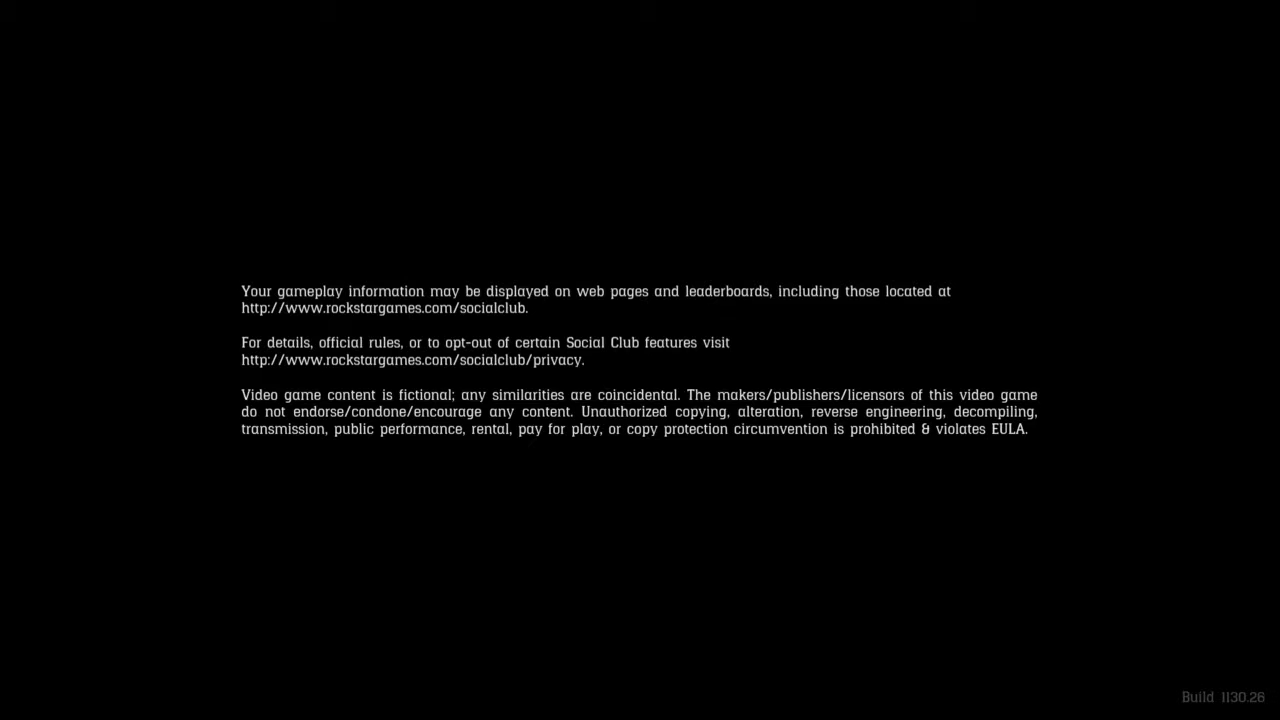 Your gameplay information may be displayed on web pages and leaderboards, including those located at
http://www.rockstargames.com/socialclub.
For details, official rules, or to opt-out of certain Social Club features visit
http://www.rockstargames.com/socialclub/privacy.
Video game content is fictional; any similarities are coincidental. The makers/publishers/licensors of this video game
do not endorse/condone/encourage any content. Unauthorized copying, alteration, reverse engineering, decompiling,
transmission, public performance, rental, pay for play, or copy protection circumvention is prohibited & violates EULA.
Build 1130.26